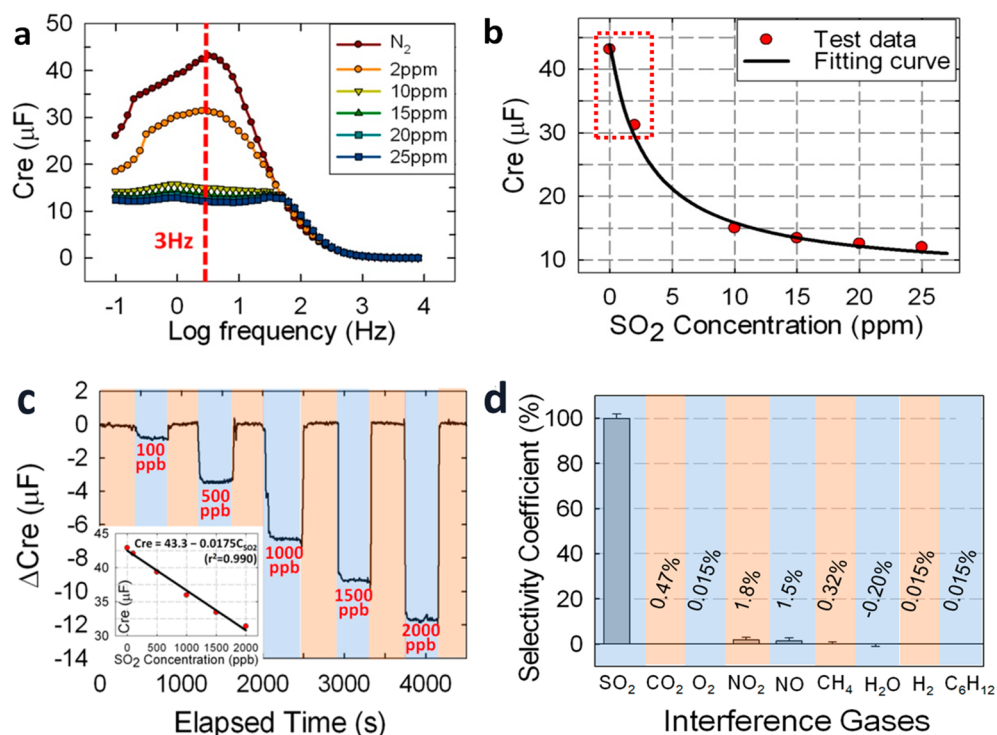 a
50
40
30
20
10
0
Cre (μF)
N₂
2ppm
10ppm
15ppm
20ppm
25ppm
3Hz
-1 0 1 2 3 4
Log frequency (Hz)
b
40
30
20
10
Cre (μF)
Test data
Fitting curve
0 5 10 15 20 25
SO₂ Concentration (ppm)
c
2
0
-2
-4
-6
-8
-10
-12
-14
ΔCre (μF)
100
ppb
500
ppb
1000
ppb
1500
ppb
2000
ppb
45
40
35
30
Cre (μF)
Cre = 43.3 – 0.0175C_SO2
(r²=0.990)
0 500 1000 1500 2000
SO₂ Concentration (ppb)
0 1000 2000 3000 4000
Elapsed Time (s)
d
100
80
60
40
20
0
Selectivity Coefficient (%)
0.47%
0.015%
1.8%
1.5%
0.32%
-0.20%
0.015%
0.015%
SO₂ CO₂ O₂ NO₂ NO CH₄ H₂O H₂ C₆H₁₂
Interference Gases